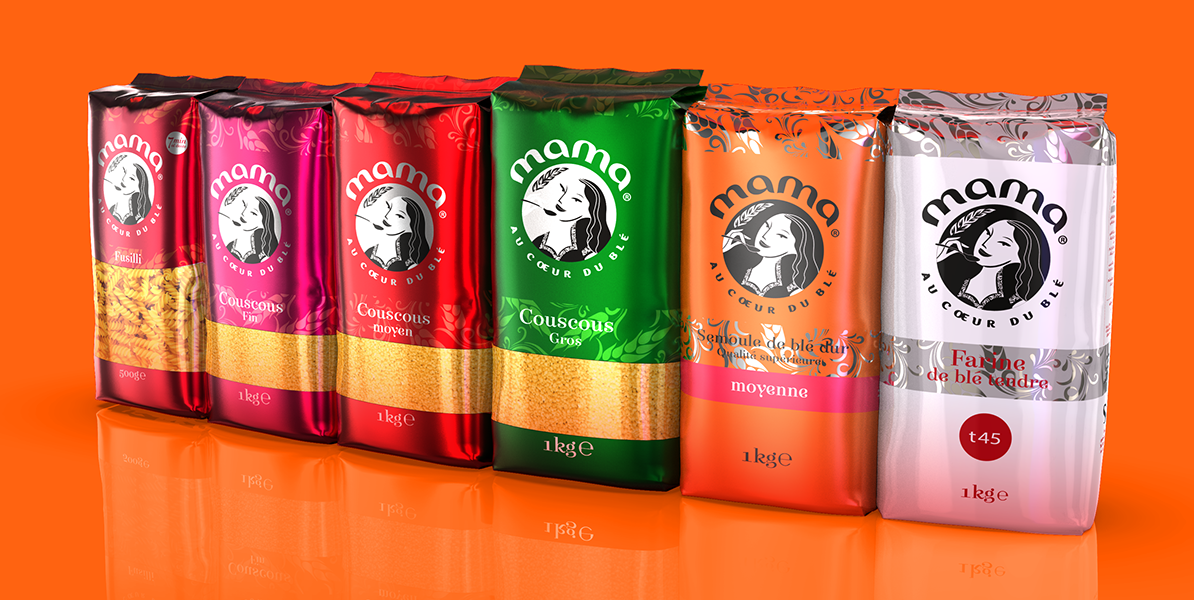 mama®
7 min
AU CŒUR DU BLÉ
Fusilli
500g e
mama®
AU CŒUR DU BLÉ
Couscous
Fin
1kg e
mama®
AU CŒUR DU BLÉ
Couscous
moyen
1kg e
mama®
AU CŒUR DU BLÉ
Couscous
Gros
1kg e
mama®
AU CŒUR DU BLÉ
Semoule de blé dur
Qualité supérieure
moyenne
1kg e
mama®
AU CŒUR DU BLÉ
Farine
de blé tendre
t45
1kg e